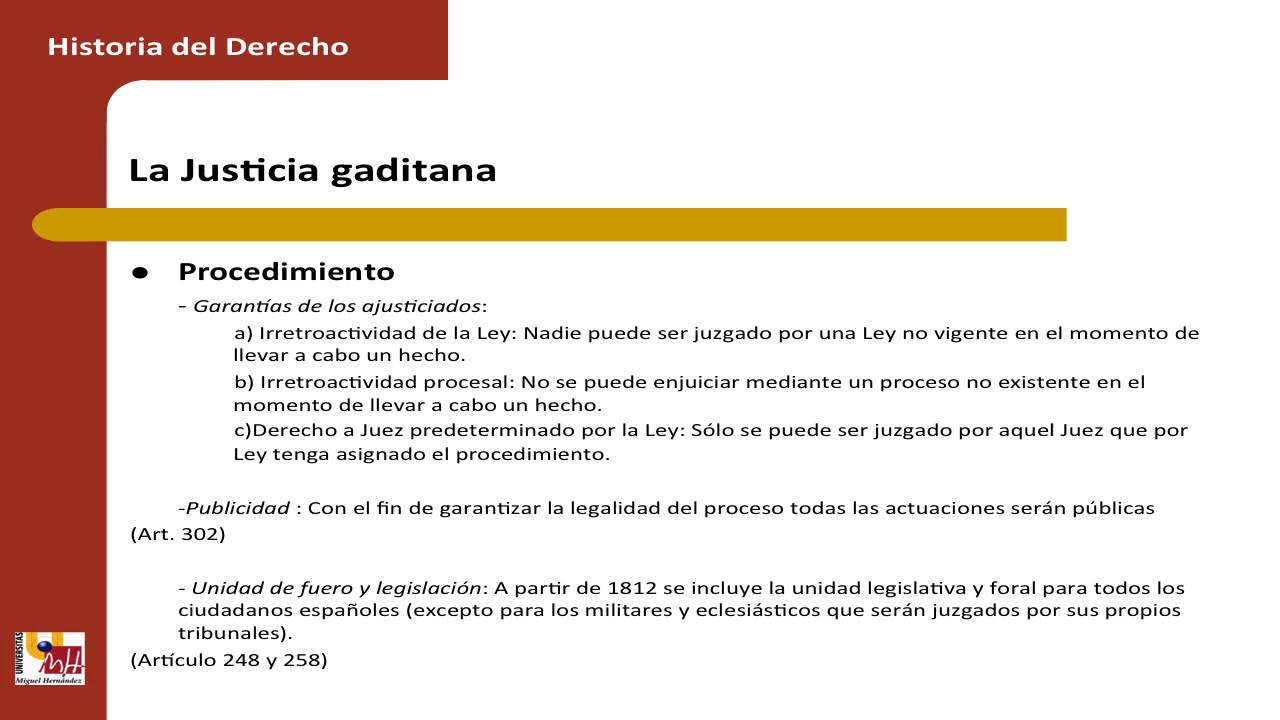 Historia del Derecho
La Justicia gaditana
● Procedimiento
- Garantías de los ajusticiados:
a) Irretroactividad de la Ley: Nadie puede ser juzgado por una Ley no vigente en el momento de
llevar a cabo un hecho.
b) Irretroactividad procesal: No se puede enjuiciar mediante un proceso no existente en el
momento de llevar a cabo un hecho.
c)Derecho a Juez predeterminado por la Ley: Sólo se puede ser juzgado por aquel Juez que por
Ley tenga asignado el procedimiento.
-Publicidad : Con el fin de garantizar la legalidad del proceso todas las actuaciones serán públicas
(Art. 302)
- Unidad de fuero y legislación: A partir de 1812 se incluye la unidad legislativa y foral para todos los
ciudadanos españoles (excepto para los militares y eclesiásticos que serán juzgados por sus propios
tribunales).
(Artículo 248 y 258)
UNIVERSITAS
MH
Miguel Hernández